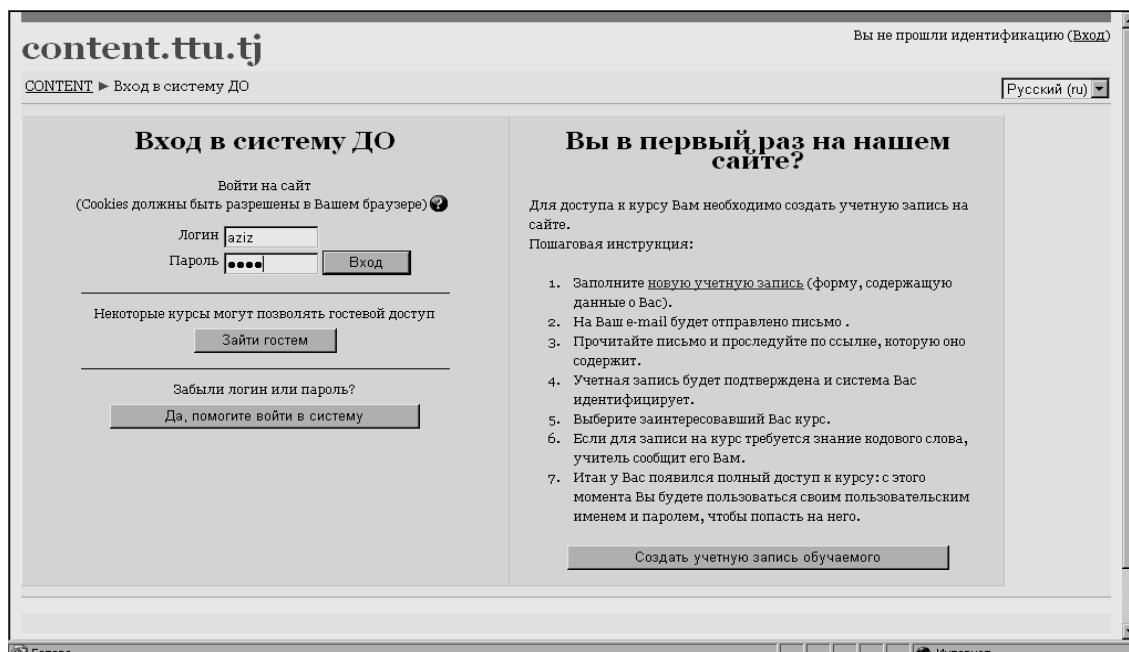 content.ttu.tj
Вы не прошли идентификацию (Вход)
CONTENT ► Вход в систему ДО
Русский (ru)
Вход в систему ДО
Войти на сайт
(Cookies должны быть разрешены в Вашем браузере)
Логин aziz
Пароль ●●●● Вход
Некоторые курсы могут позволять гостевой доступ
Зайти гостем
Забыли логин или пароль?
Да, помогите войти в систему
Вы в первый раз на нашем
сайте?
Для доступа к курсу Вам необходимо создать учетную запись на
сайте.
Пошаговая инструкция:
1. Заполните новую учетную запись (форму, содержащую
данные о Вас).
2. На Ваш e-mail будет отправлено письмо .
3. Прочитайте письмо и проследуйте по ссылке, которую оно
содержит.
4. Учетная запись будет подтверждена и система Вас
идентифицирует.
5. Выберите заинтересовавший Вас курс.
6. Если для записи на курс требуется знание кодового слова,
учитель сообщит его Вам.
7. Итак у Вас появился полный доступ к курсу: с этого
момента Вы будете пользоваться своим пользовательским
именем и паролем, чтобы попасть на него.
Создать учетную запись обучаемого